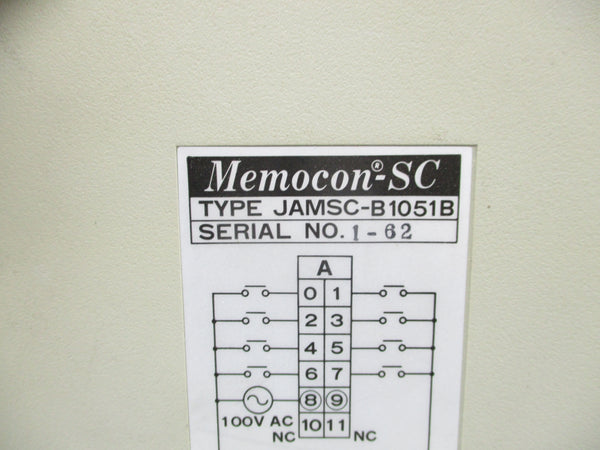 Memocon®-SC
TYPE JAMSC-B1051B
SERIAL NO. 1-62
A
0 1
2 3
4 5
6 7
8 9
100V AC
NC 10 11 NC